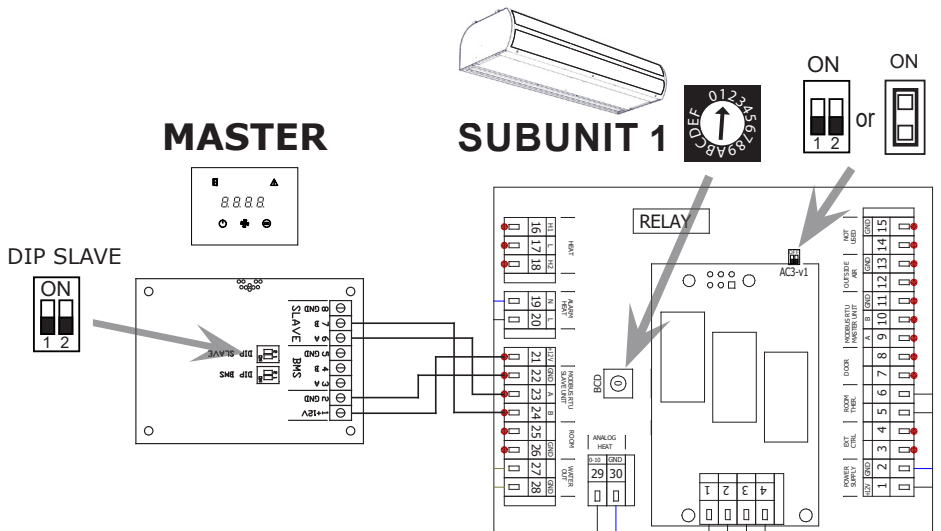 MASTER
8.8.8.8.
DIP SLAVE
ON
1 2
8 GND
7 B
6 A
SLAVE
5 GND
4 B
3 A
BMS
2 GND
1+12V
DIP SLAVE
DIP BMS
SUBUNIT 1
0123456789ABCDEF
ON
1 2
or
ON
RELAY
AC3-v1
16 H1
17 L
18 H2
HEAT
19 N
20 L
ALARM
HEAT
21
22 GND
23 A
24 B
MODBUS RTU
SLAVE UNIT
25
26 GND
ROOM
27
28 GND
WATER
OUT
BCD
0
ANALOG
HEAT
0-10 GND
29 30
1 2 3 4
15 GND
14
NOT
USED
13 GND
12
OUTSIDE
AIR
11 GND
10 B
9 A
MODBUS RTU
MASTER UNIT
8
7
DOOR
6
5
ROOM
THER.
4
3
EXT
CTRL
2 GND
1
POWER
SUPPLY